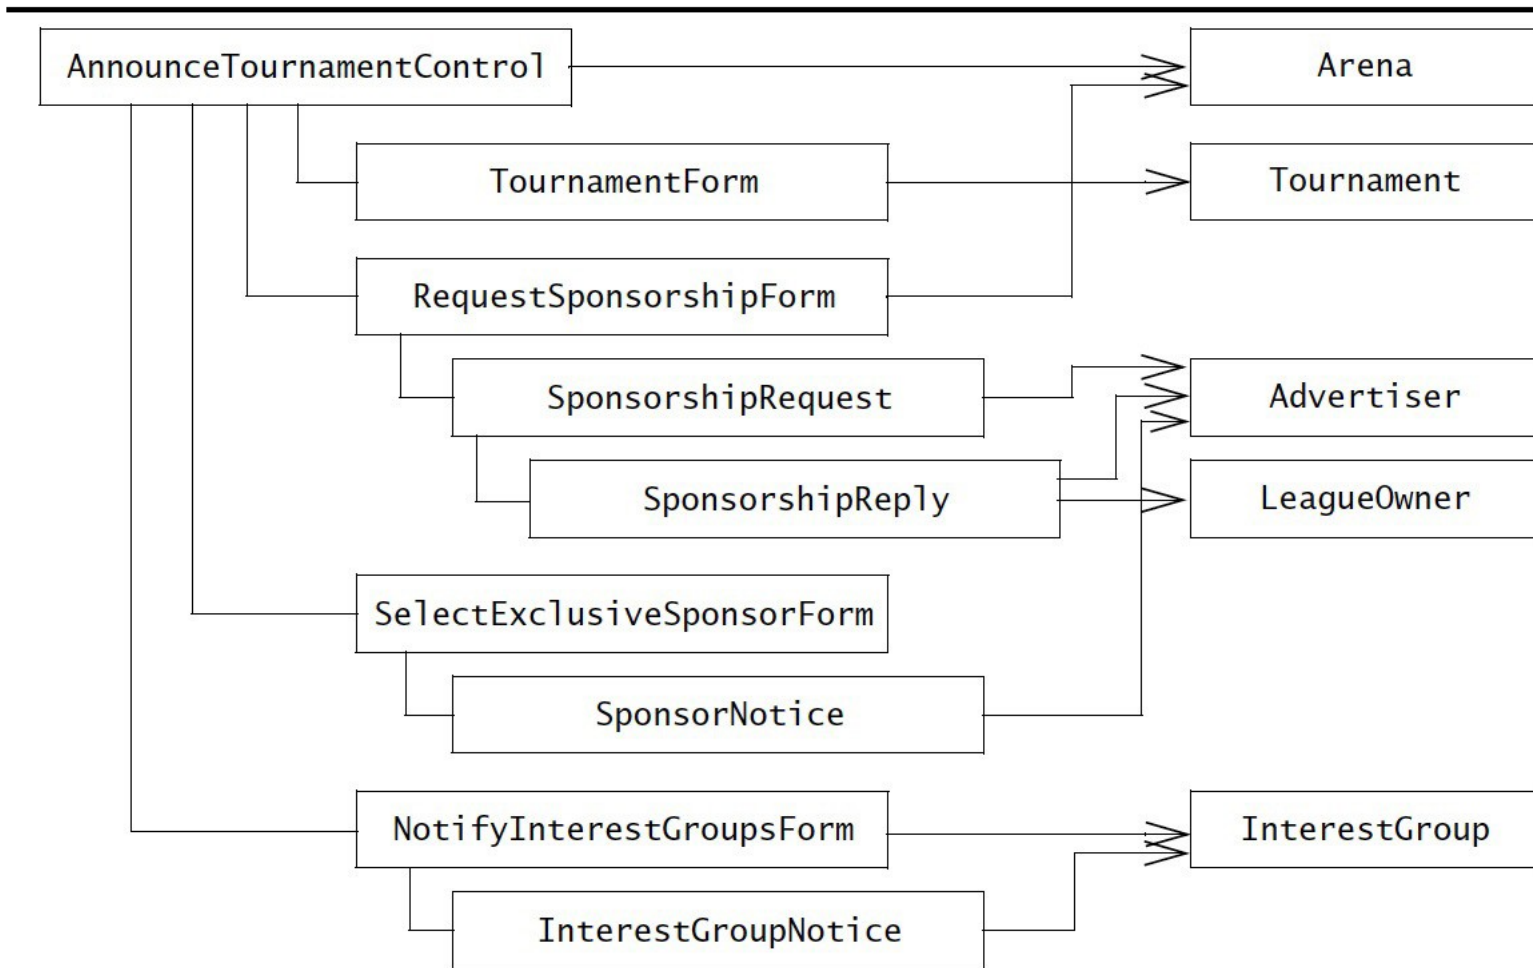 AnnounceTournamentControl
Arena
TournamentForm
Tournament
RequestSponsorshipForm
SponsorshipRequest
Advertiser
SponsorshipReply
LeagueOwner
SelectExclusiveSponsorForm
SponsorNotice
NotifyInterestGroupsForm
InterestGroup
InterestGroupNotice